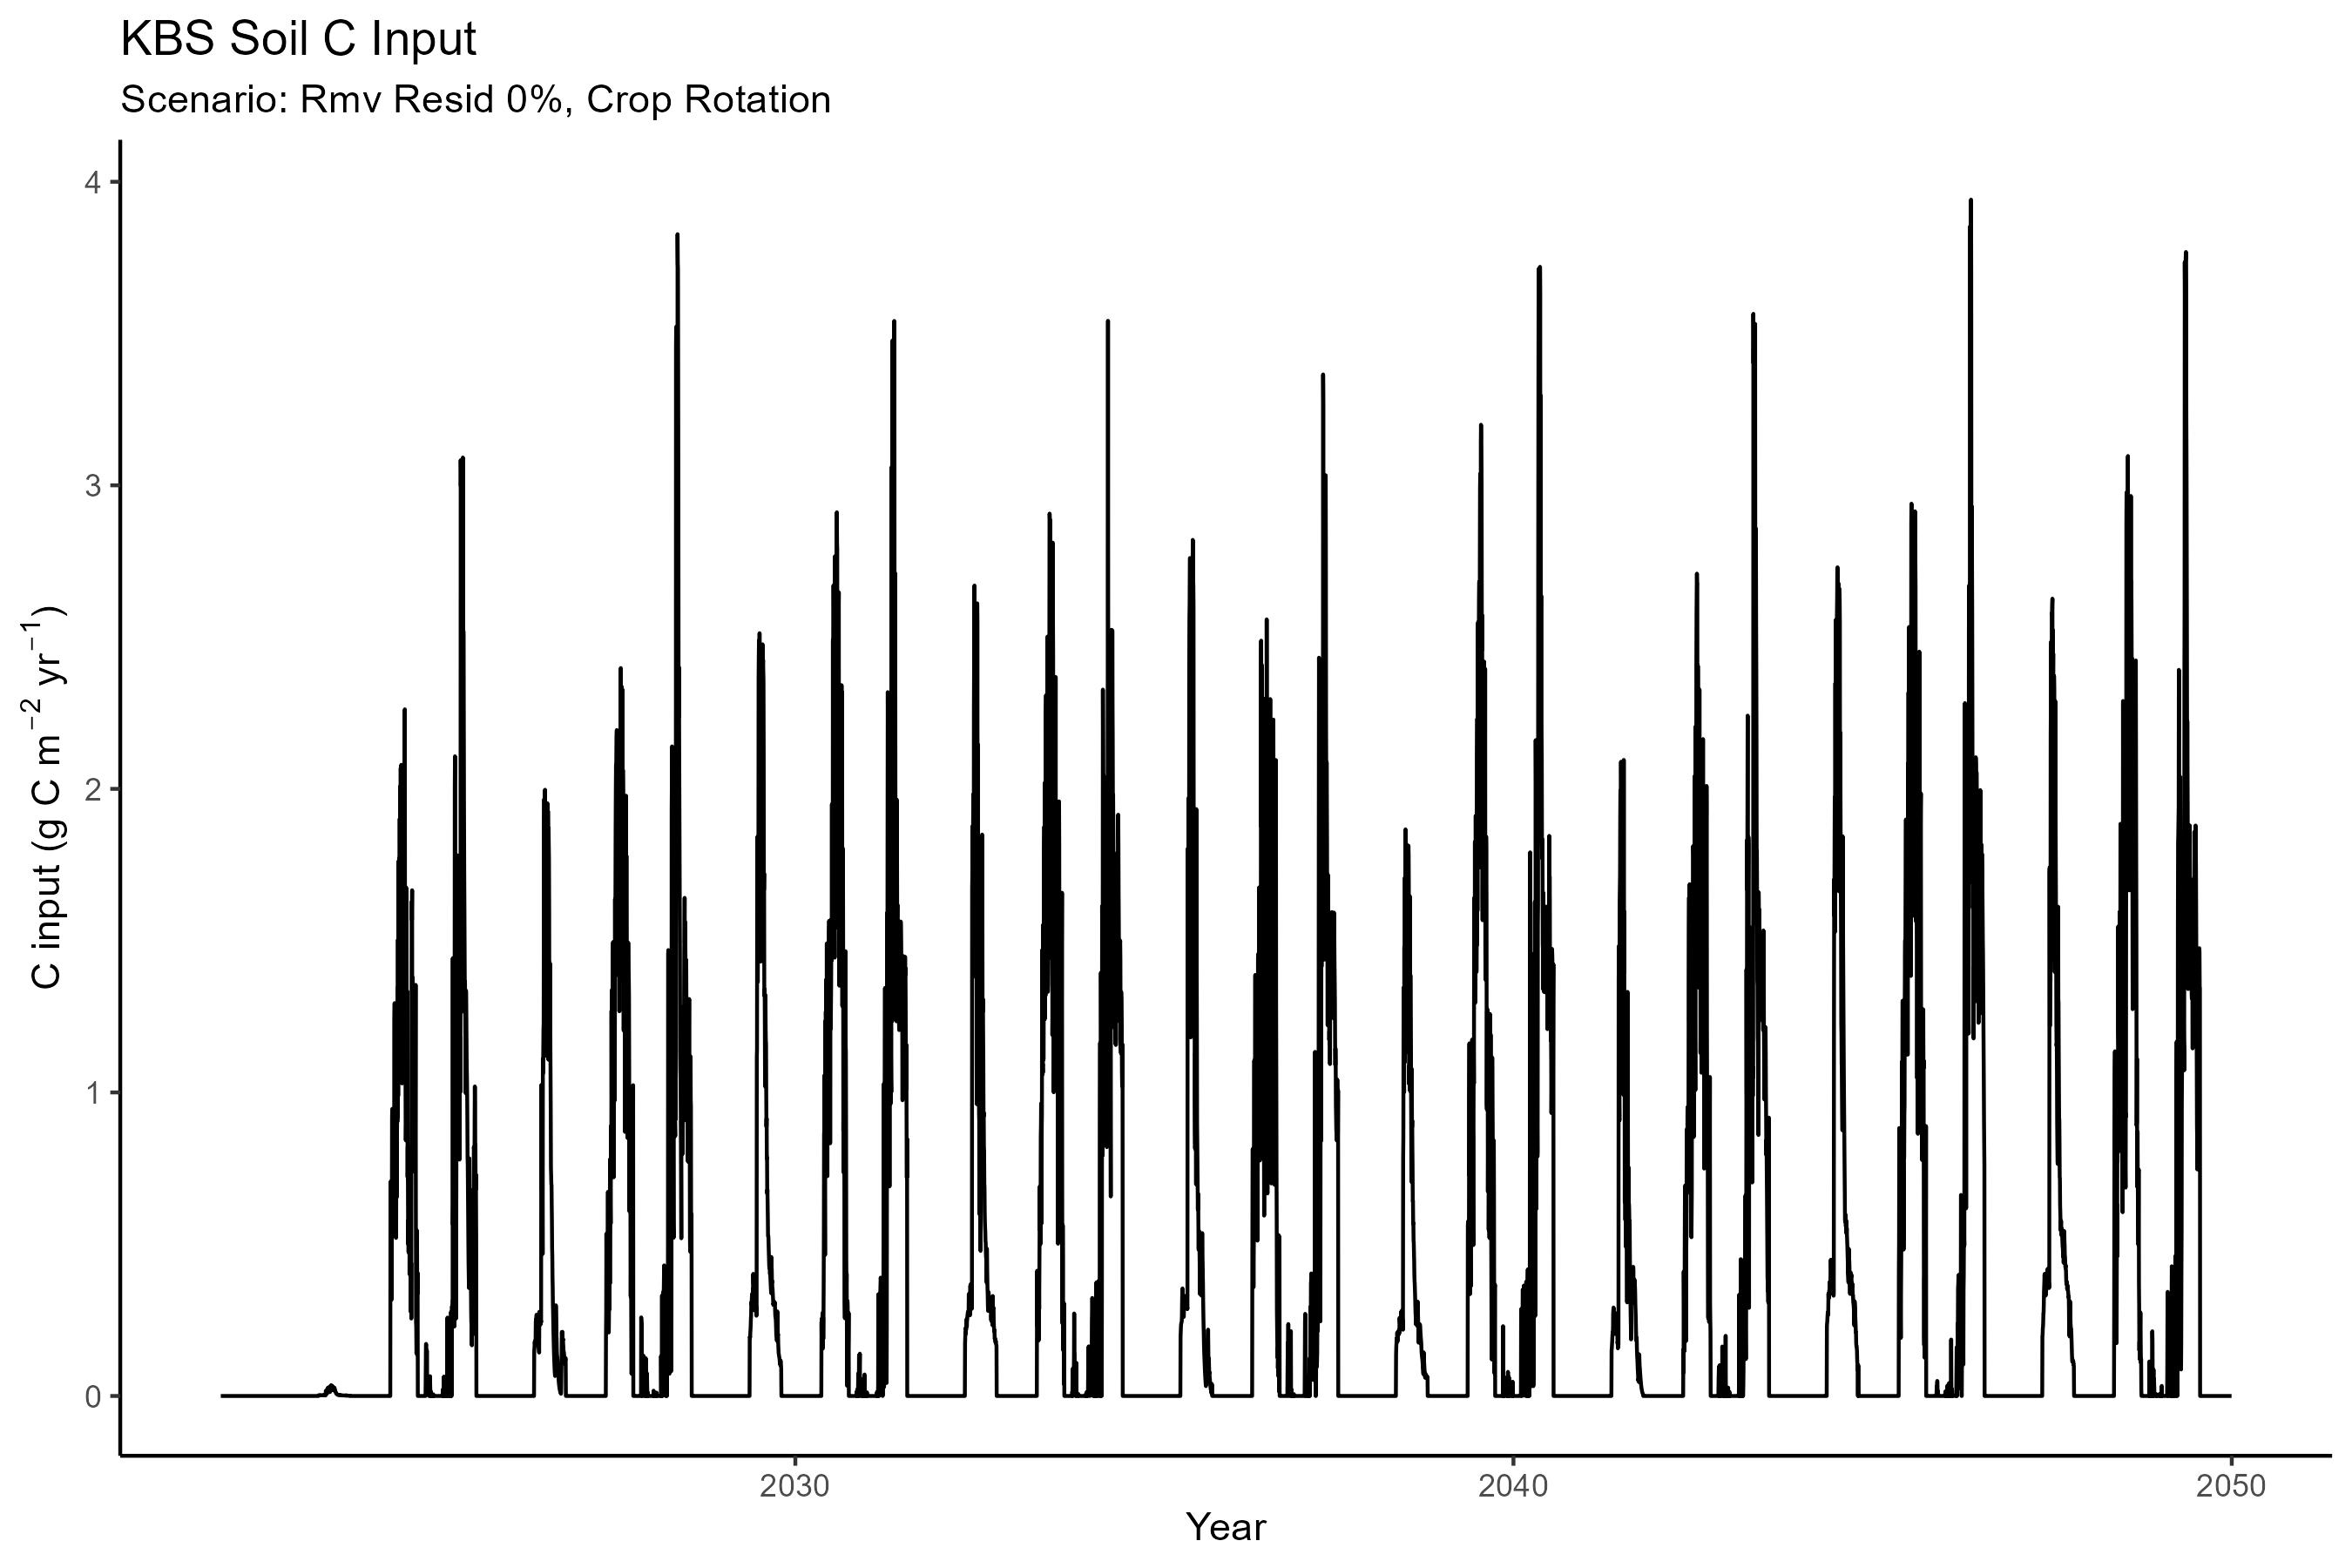 KBS Soil C Input
Scenario: Rmv Resid 0%, Crop Rotation
4
3
2
1
0
C input (g C m⁻² yr⁻¹)
2030
2040
2050
Year